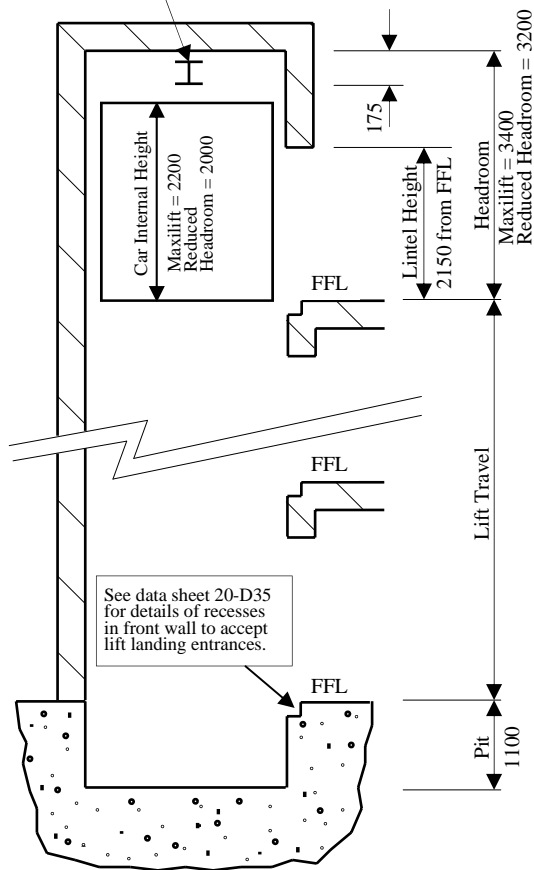 175
Headroom
Maxilift = 3400
Reduced Headroom = 3200
Car Internal Height
Maxilift = 2200
Reduced
Headroom = 2000
Lintel Height
2150 from FFL
FFL
Lift Travel
FFL
See data sheet 20-D35
for details of recesses
in front wall to accept
lift landing entrances.
FFL
Pit
1100